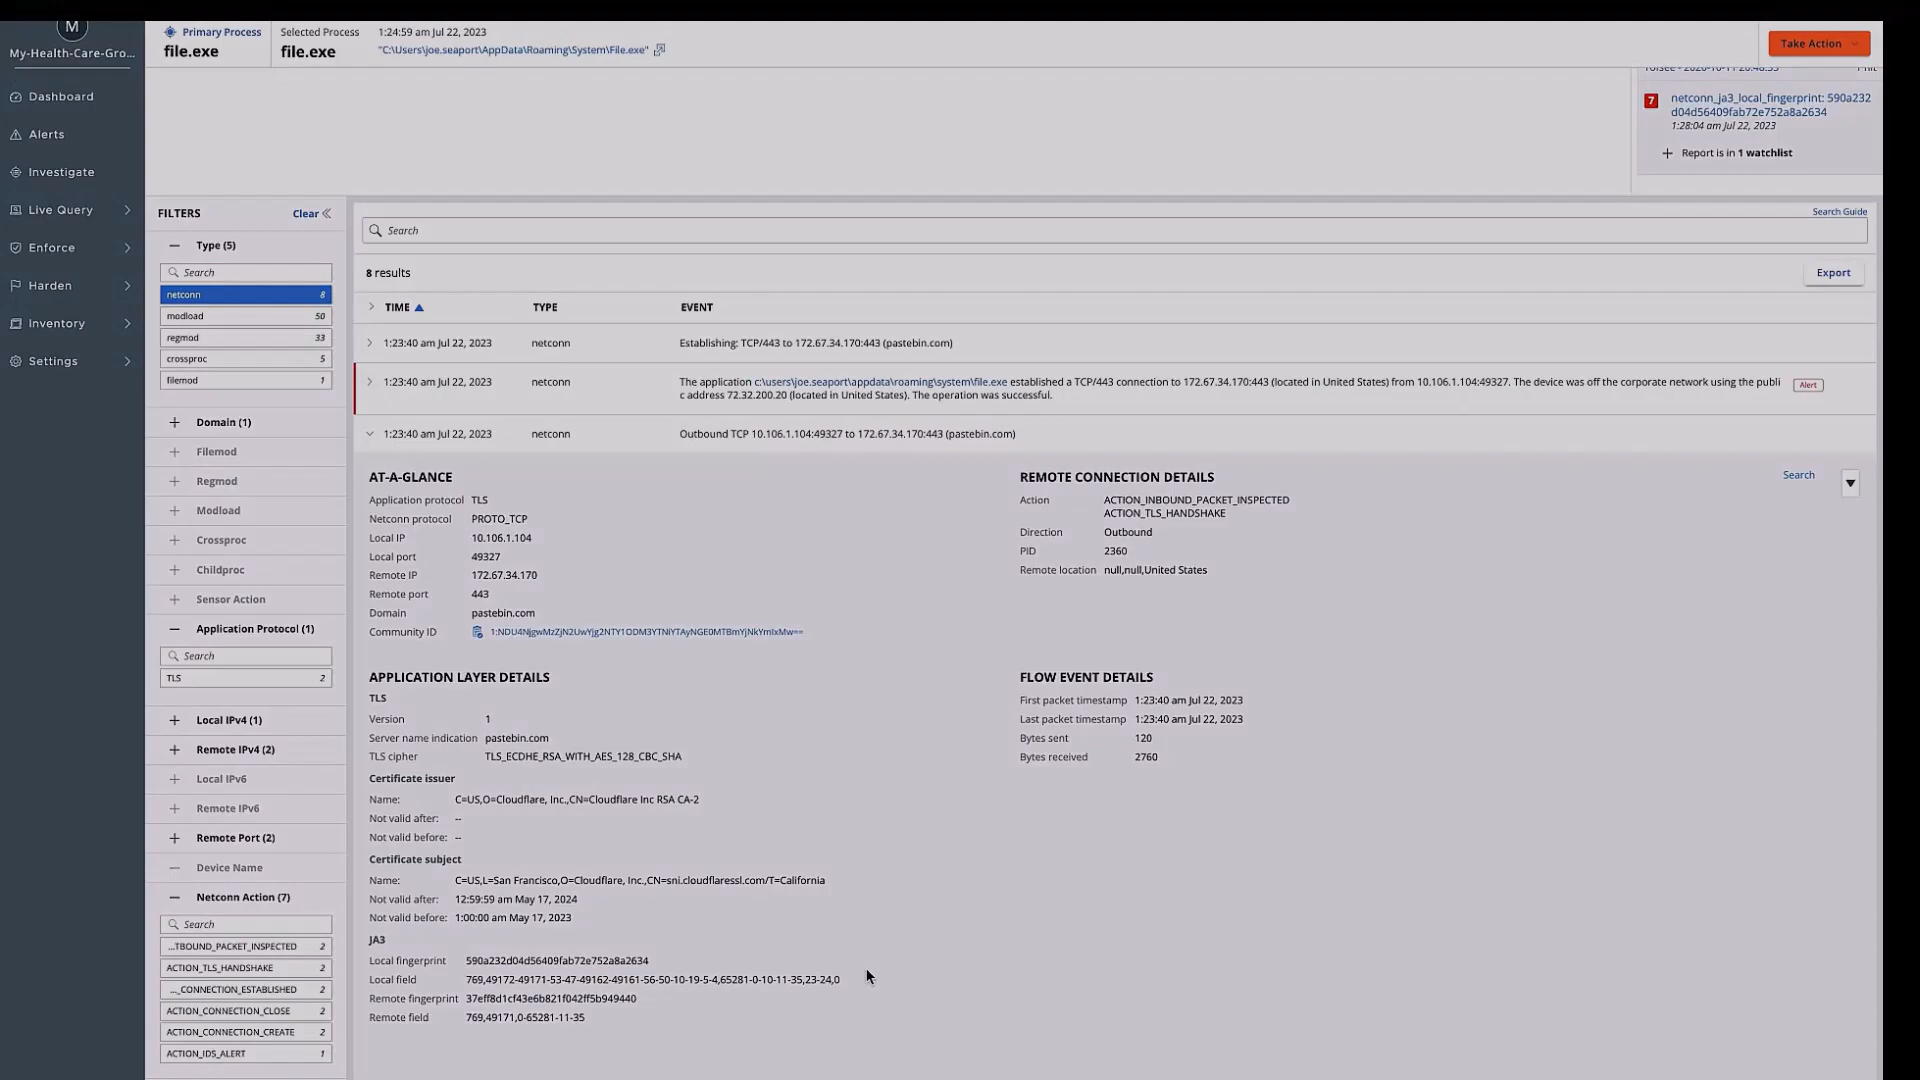 M
My-Health-Care-Gro...
Dashboard
Alerts
Investigate
Live Query
Enforce
Harden
Inventory
Settings
Primary Process
file.exe
Selected Process
file.exe
1:24:59 am Jul 22, 2023
"C:\Users\joe.seaport\AppData\Roaming\System\File.exe"
Take Action
7
netconn_ja3_local_fingerprint: 590a232
d04d56409fab72e752a8a2634
1:28:04 am Jul 22, 2023
Report is in 1 watchlist
FILTERS
Clear
Type (5)
Search
netconn 8
modload 50
regmod 33
crossproc 5
filemod 1
Domain (1)
Filemod
Regmod
Modload
Crossproc
Childproc
Sensor Action
Application Protocol (1)
Search
TLS 2
Local IPv4 (1)
Remote IPv4 (2)
Local IPv6
Remote IPv6
Remote Port (2)
Device Name
Netconn Action (7)
Search
...TBOUND_PACKET_INSPECTED 2
ACTION_TLS_HANDSHAKE 2
..._CONNECTION_ESTABLISHED 2
ACTION_CONNECTION_CLOSE 2
ACTION_CONNECTION_CREATE 2
ACTION_IDS_ALERT 1
Search Guide
Search
8 results
Export
TIME TYPE EVENT
1:23:40 am Jul 22, 2023 netconn Establishing: TCP/443 to 172.67.34.170:443 (pastebin.com)
1:23:40 am Jul 22, 2023 netconn The application c:\users\joe.seaport\appdata\roaming\system\file.exe established a TCP/443 connection to 172.67.34.170:443 (located in United States) from 10.106.1.104:49327. The device was off the corporate network using the publi
c address 72.32.200.20 (located in United States). The operation was successful.
Alert
1:23:40 am Jul 22, 2023 netconn Outbound TCP 10.106.1.104:49327 to 172.67.34.170:443 (pastebin.com)
AT-A-GLANCE
Application protocol TLS
Netconn protocol PROTO_TCP
Local IP 10.106.1.104
Local port 49327
Remote IP 172.67.34.170
Remote port 443
Domain pastebin.com
Community ID
REMOTE CONNECTION DETAILS
Search
Action ACTION_INBOUND_PACKET_INSPECTED
ACTION_TLS_HANDSHAKE
Direction Outbound
PID 2360
Remote location null,null,United States
APPLICATION LAYER DETAILS
TLS
Version 1
Server name indication pastebin.com
TLS cipher TLS_ECDHE_RSA_WITH_AES_128_CBC_SHA
Certificate issuer
Name: C=US,O=Cloudflare, Inc.,CN=Cloudflare Inc RSA CA-2
Not valid after: --
Not valid before: --
Certificate subject
Name: C=US,L=San Francisco,O=Cloudflare, Inc.,CN=sni.cloudflaressl.com/T=California
Not valid after: 12:59:59 am May 17, 2024
Not valid before: 1:00:00 am May 17, 2023
JA3
Local fingerprint 590a232d04d56409fab72e752a8a2634
Local field 769,49172-49171-53-47-49162-49161-56-50-10-19-5-4,65281-0-10-11-35,23-24,0
Remote fingerprint 37eff8d1cf43e6b821f042ff5b949440
Remote field 769,49171,0-65281-11-35
FLOW EVENT DETAILS
First packet timestamp 1:23:40 am Jul 22, 2023
Last packet timestamp 1:23:40 am Jul 22, 2023
Bytes sent 120
Bytes received 2760